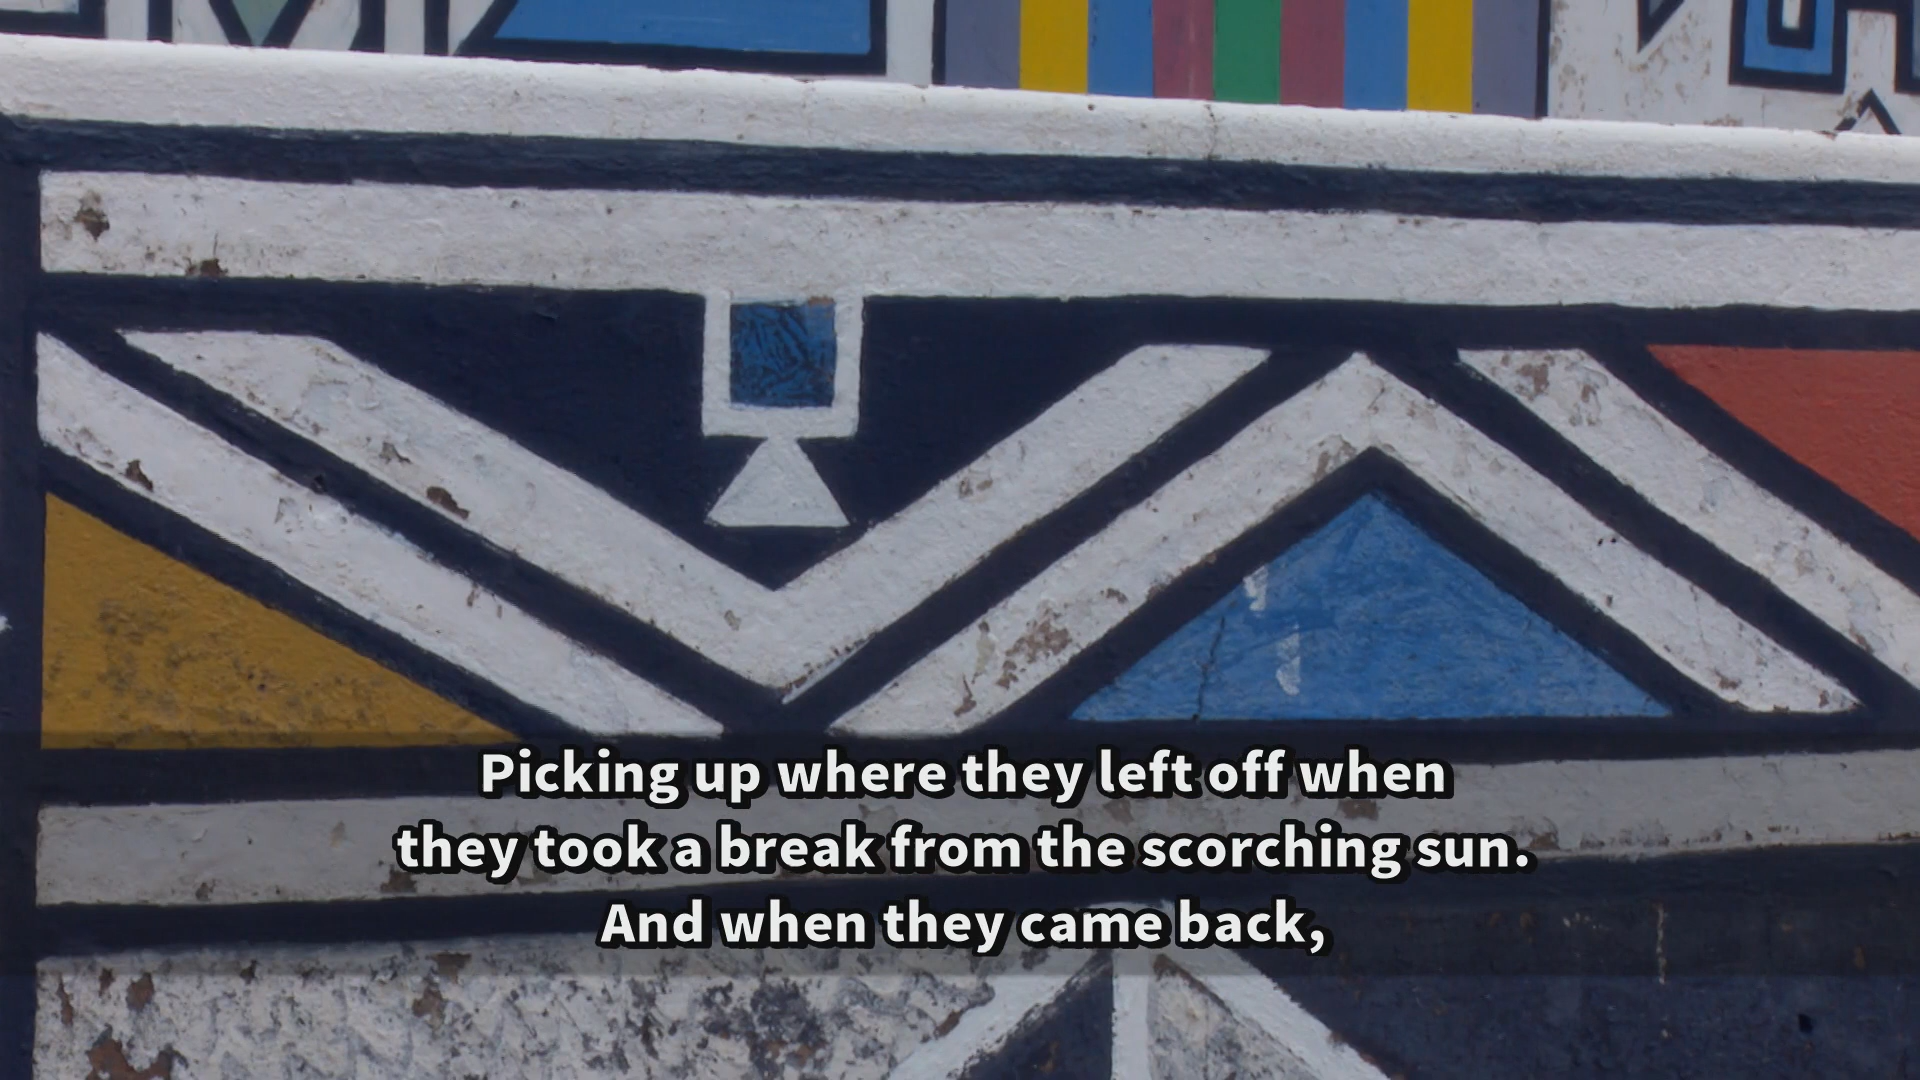 Picking up where they left off when
they took a break from the scorching sun.
And when they came back,